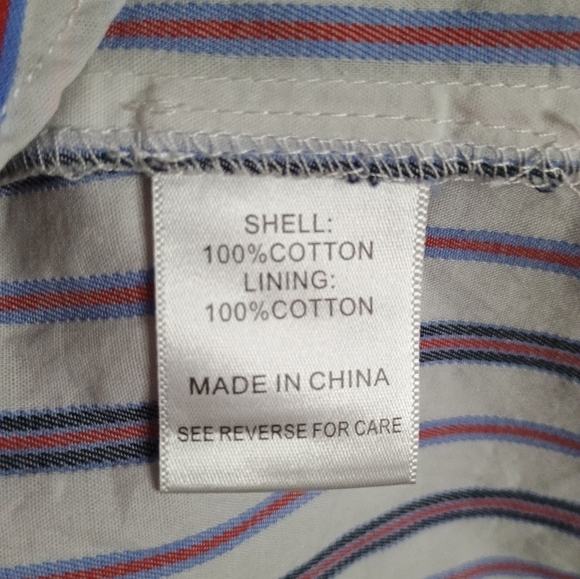 SHELL:
100%COTTON
LINING:
100%COTTON
MADE IN CHINA
SEE REVERSE FOR CARE